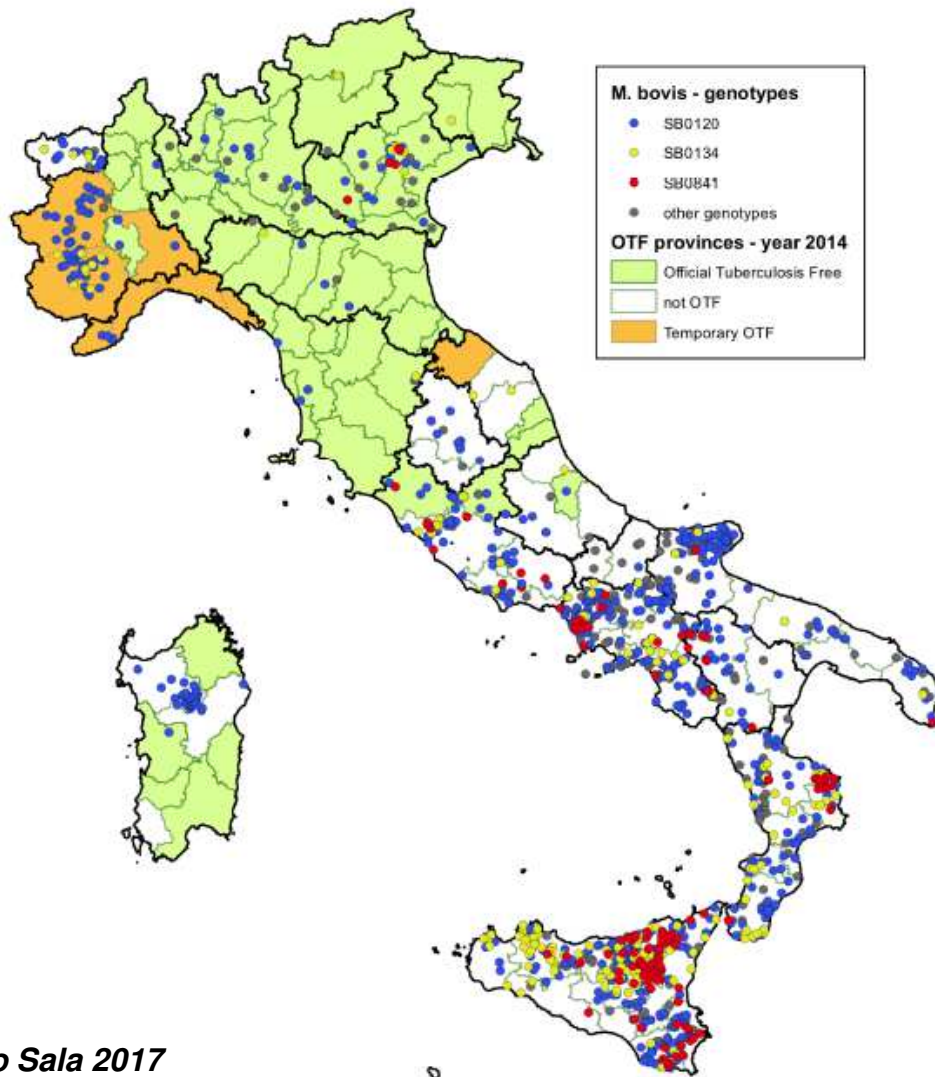 M. bovis - genotypes
SB0120
SB0134
SB0841
other genotypes
OTF provinces - year 2014
Official Tuberculosis Free
not OTF
Temporary OTF
o Sala 2017